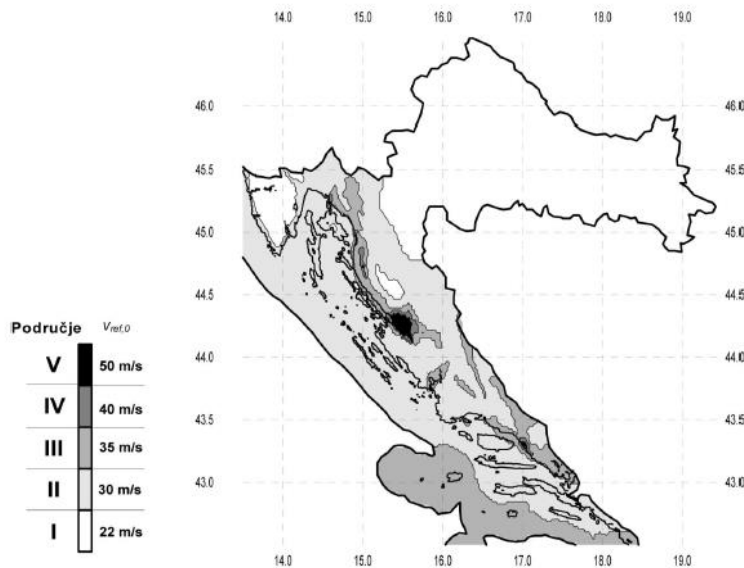 14.0 15.0 16.0 17.0 18.0 19.0
46.0 46.0
45.5 45.5
45.0 45.0
44.5 44.5
44.0 44.0
43.5 43.5
43.0 43.0
14.0 15.0 16.0 17.0 18.0 19.0
Područje Vref,0
V 50 m/s
IV 40 m/s
III 35 m/s
II 30 m/s
I 22 m/s